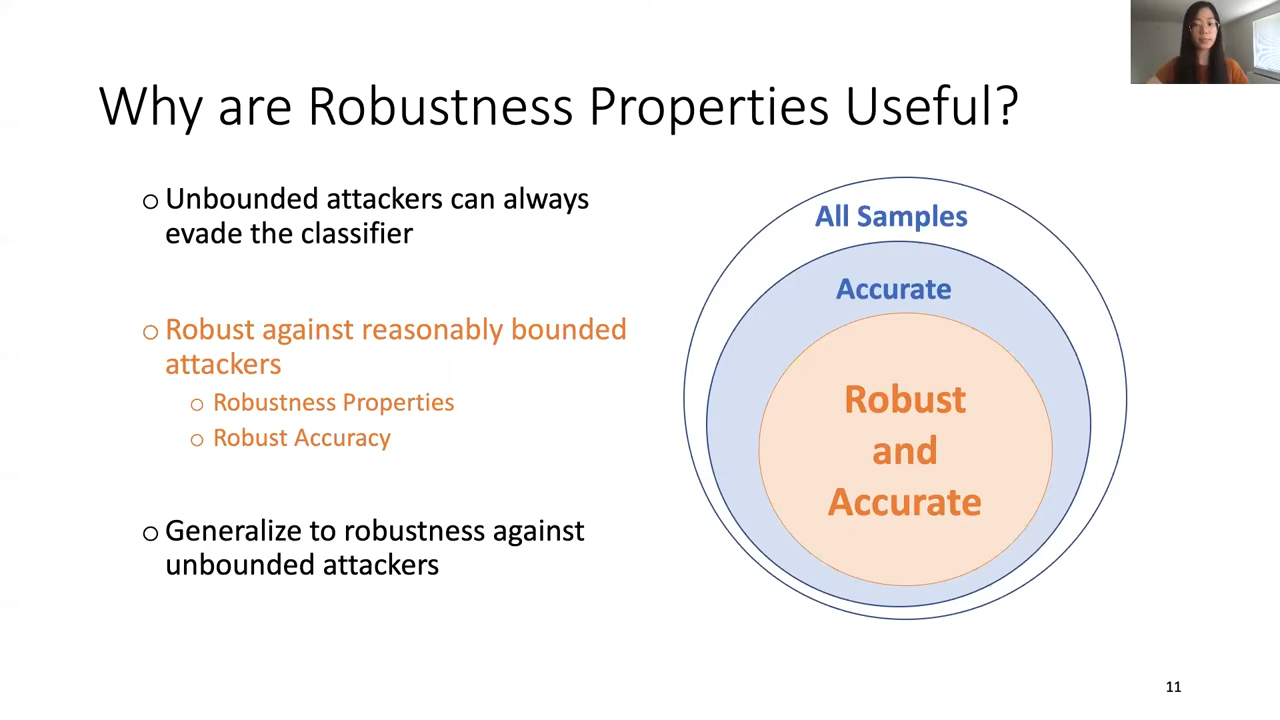 Why are Robustness Properties Useful?
o Unbounded attackers can always
evade the classifier
o Robust against reasonably bounded
attackers
o Robustness Properties
o Robust Accuracy
o Generalize to robustness against
unbounded attackers
All Samples
Accurate
Robust
and
Accurate
11